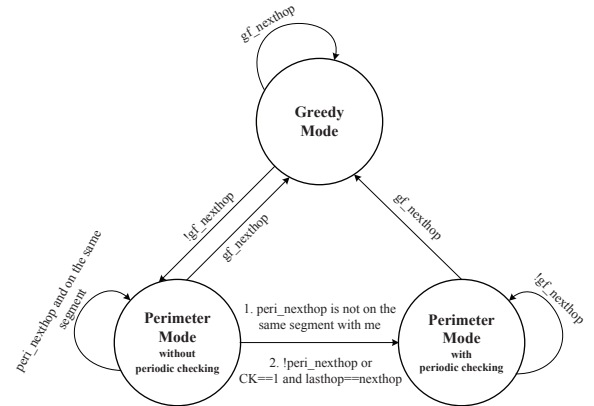 gf_nexthop
Greedy
Mode
!gf_nexthop
gf_nexthop
gf_nexthop
peri_nexthop and on the same
segment
!gf_nexthop
Perimeter
Mode
without
periodic checking
1. peri_nexthop is not on the
same segment with me
2. !peri_nexthop or
CK==1 and lasthop==nexthop
Perimeter
Mode
with
periodic checking